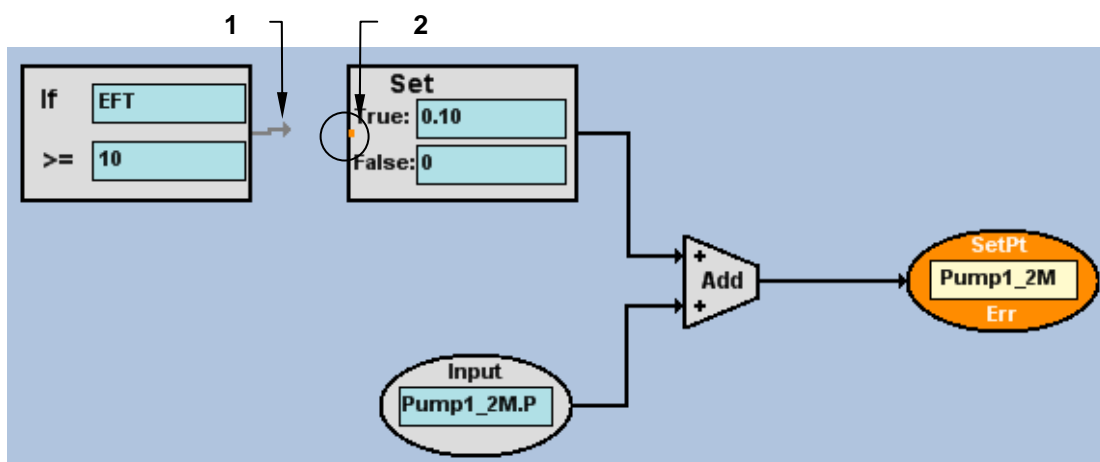 1
2
If
EFT
>=
10
Set
True:
0.10
False:
0
+
Add
+
SetPt
Pump1_2M
Err
Input
Pump1_2M.P